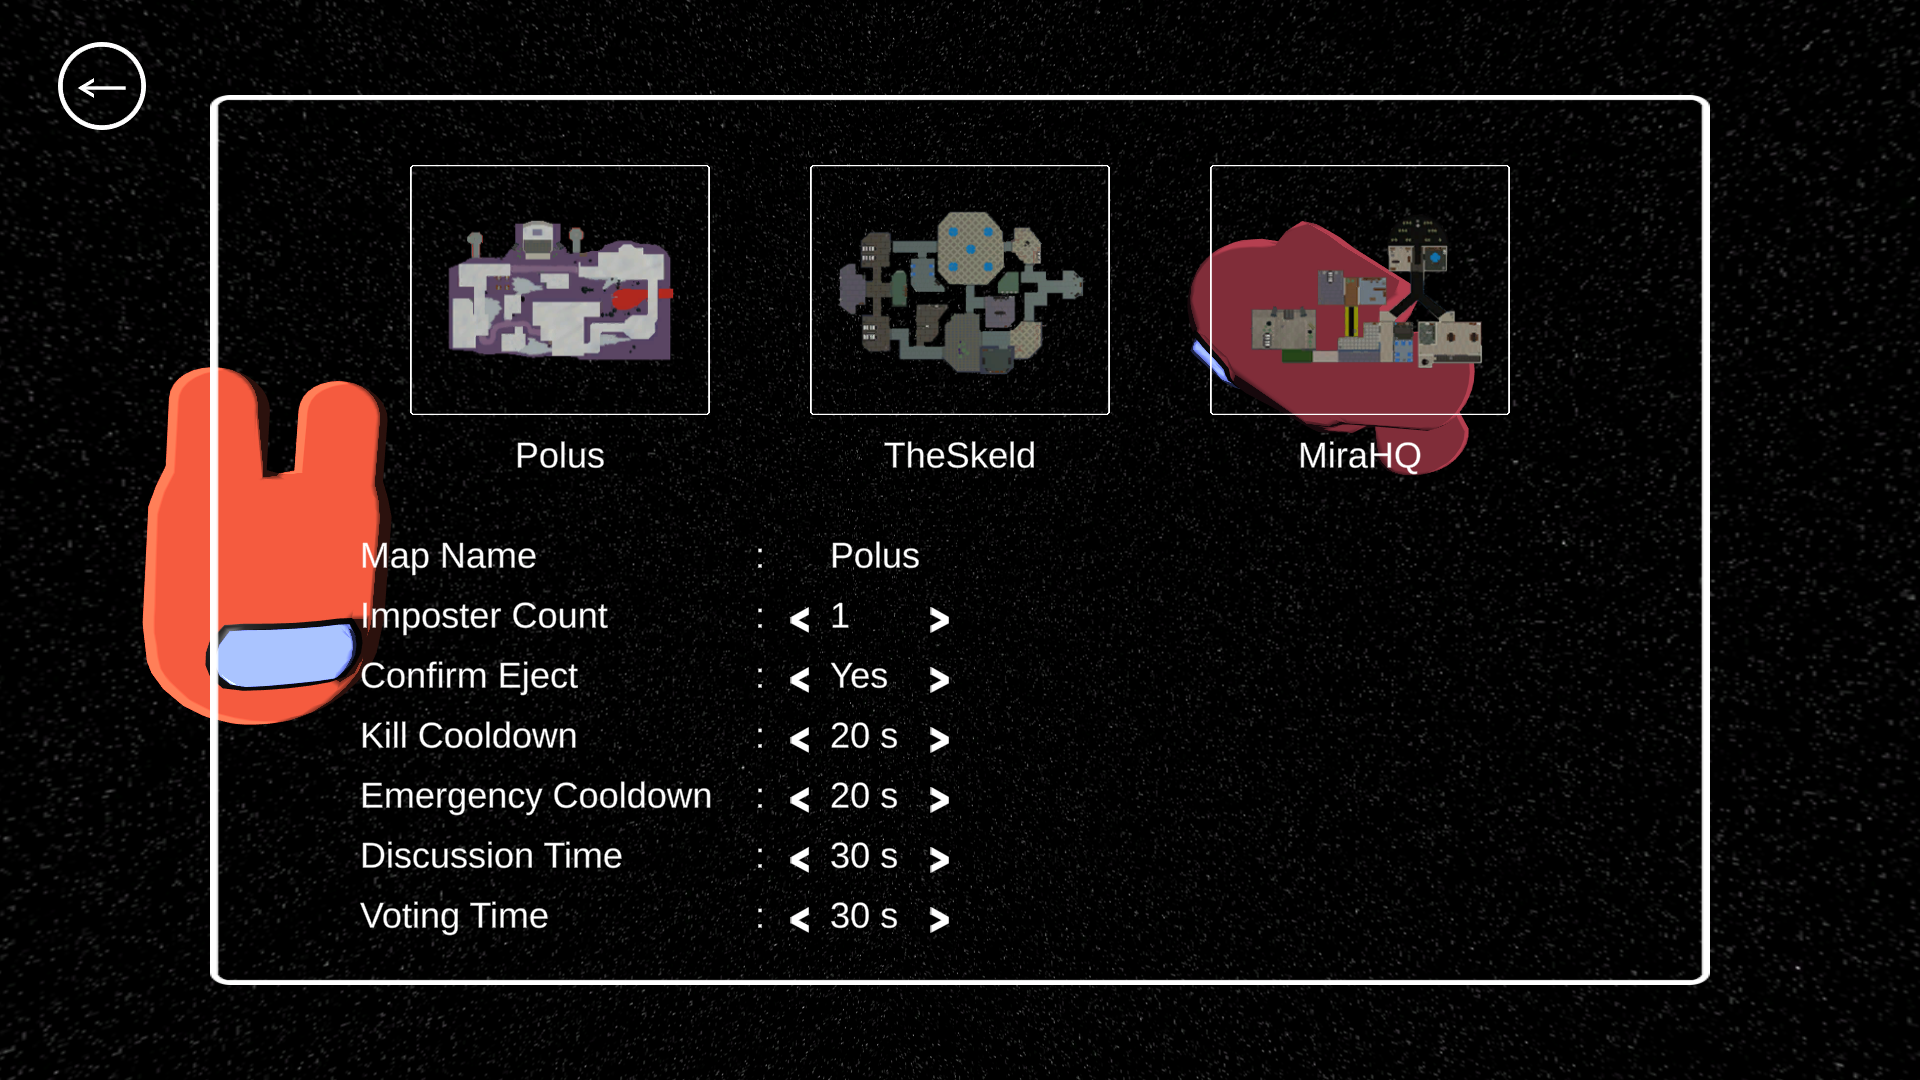 Polus
TheSkeld
MiraHQ
Map Name : Polus
Imposter Count : < 1 >
Confirm Eject : < Yes >
Kill Cooldown : < 20 s >
Emergency Cooldown : < 20 s >
Discussion Time : < 30 s >
Voting Time : < 30 s >